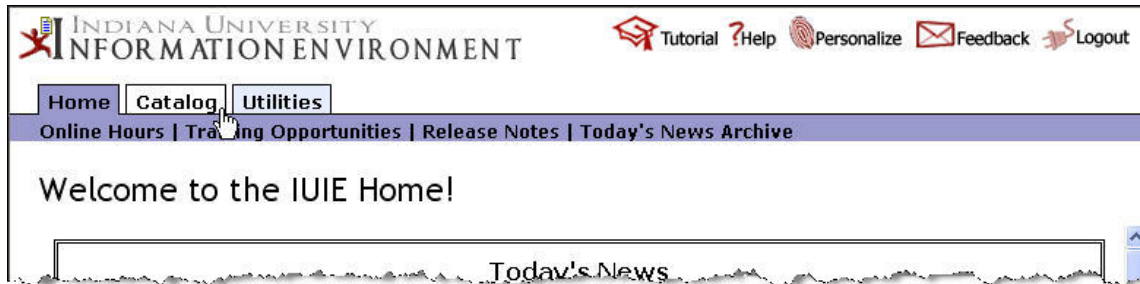 INDIANA UNIVERSITY
INFORMATION ENVIRONMENT
Tutorial ?Help Personalize Feedback Logout
Home Catalog Utilities
Online Hours | Training Opportunities | Release Notes | Today's News Archive
Welcome to the IUIE Home!
Today's News